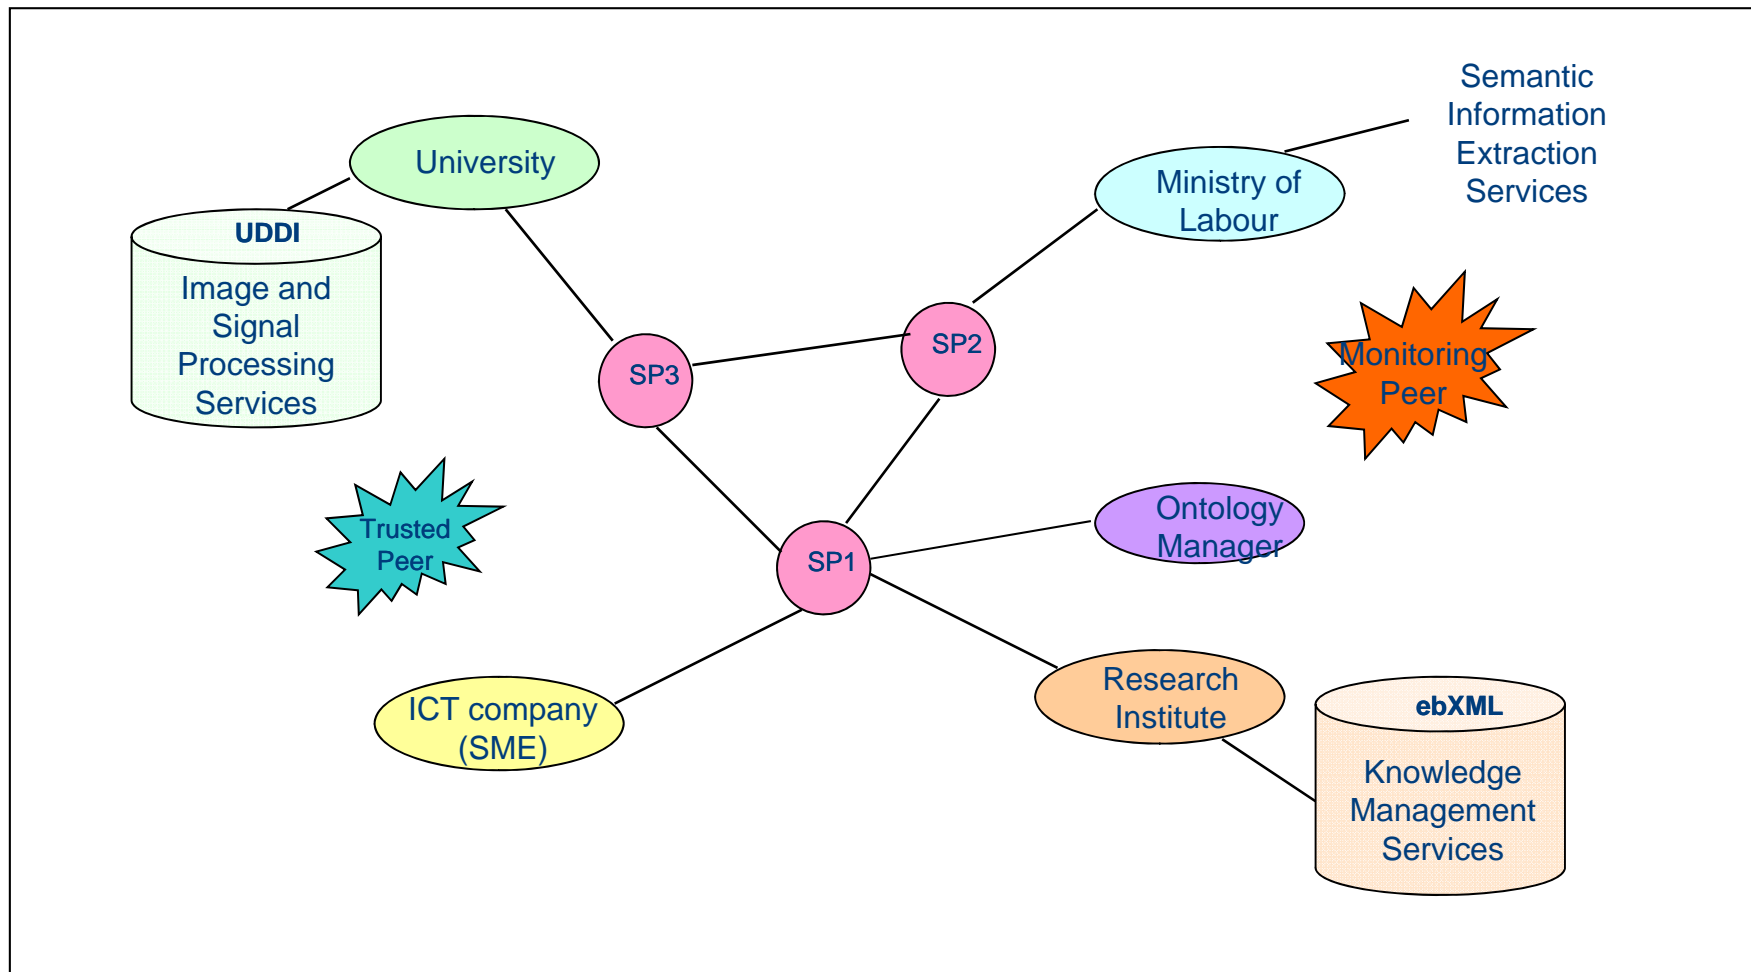 Semantic
Information
Extraction
Services
University
Ministry of
Labour
UDDI
Image and
Signal
Processing
Services
SP3
SP2
Monitoring
Peer
Trusted
Peer
SP1
Ontology
Manager
ICT company
(SME)
Research
Institute
ebXML
Knowledge
Management
Services